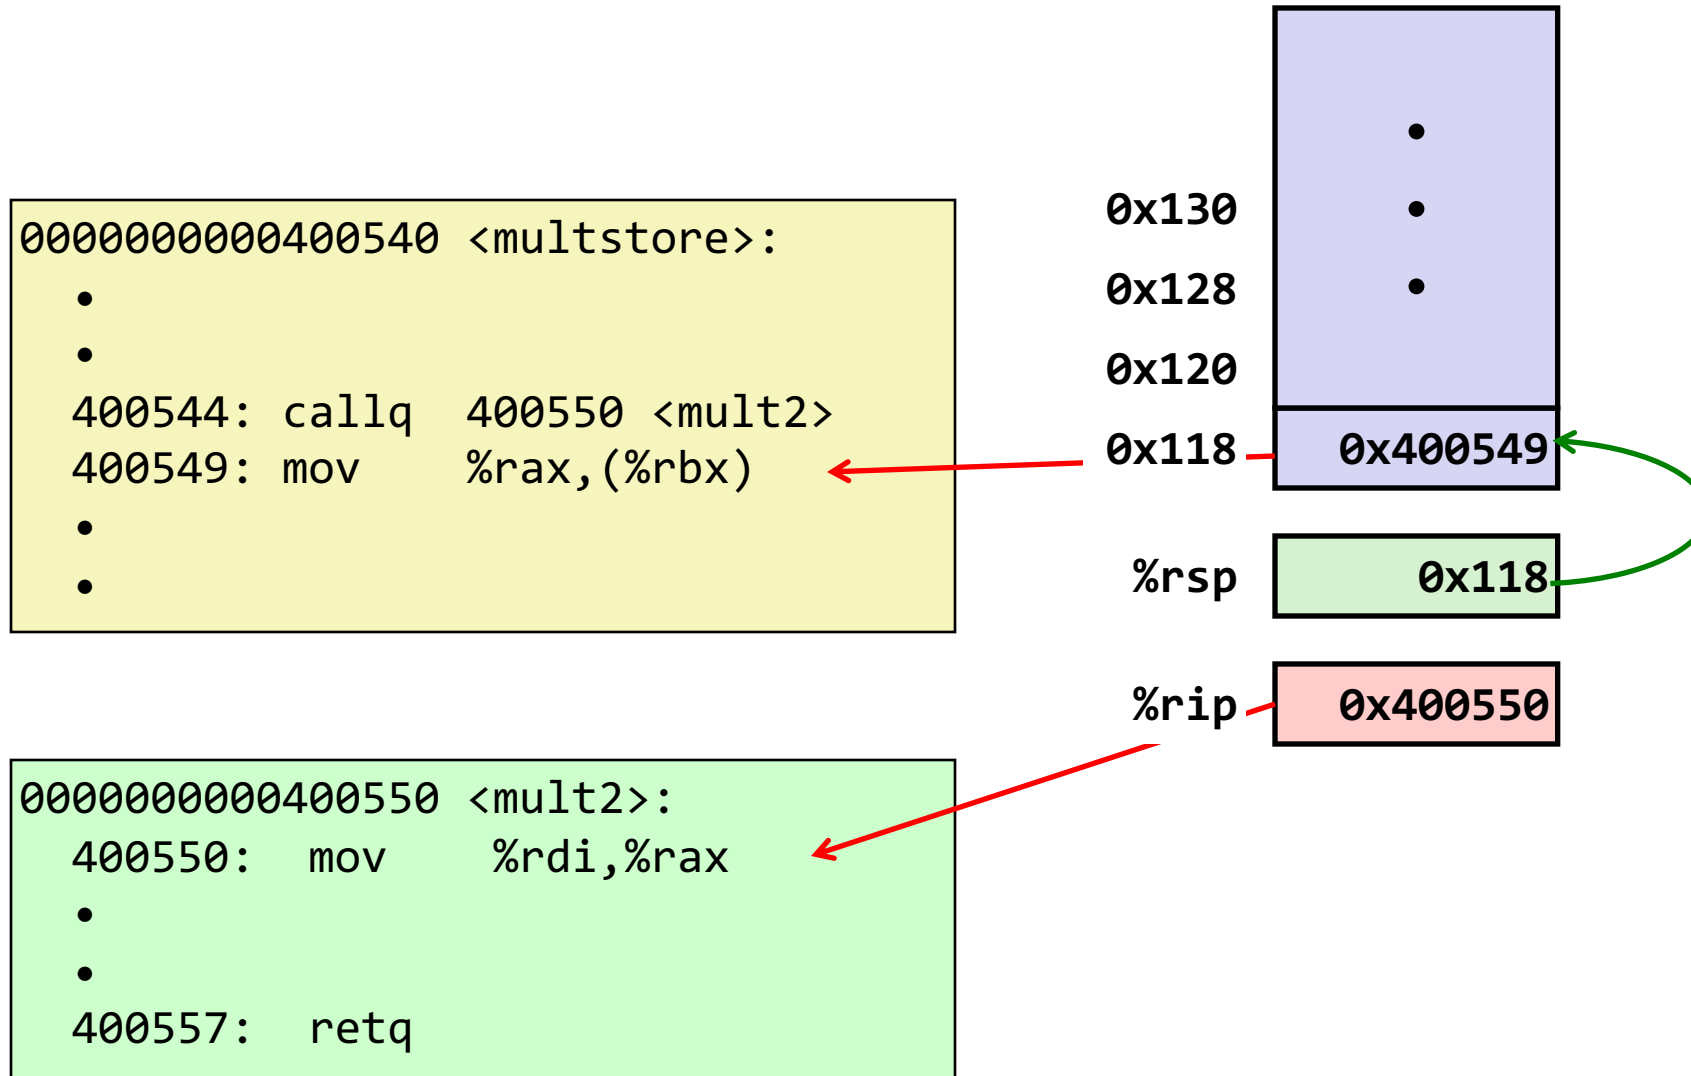 0000000000400540 <multstore>:
•
•
400544: callq 400550 <mult2>
400549: mov %rax,(%rbx)
•
•
0000000000400550 <mult2>:
400550: mov %rdi,%rax
•
•
400557: retq
•
0x130 •
0x128 •
0x120
0x118 0x400549
%rsp 0x118
%rip 0x400550